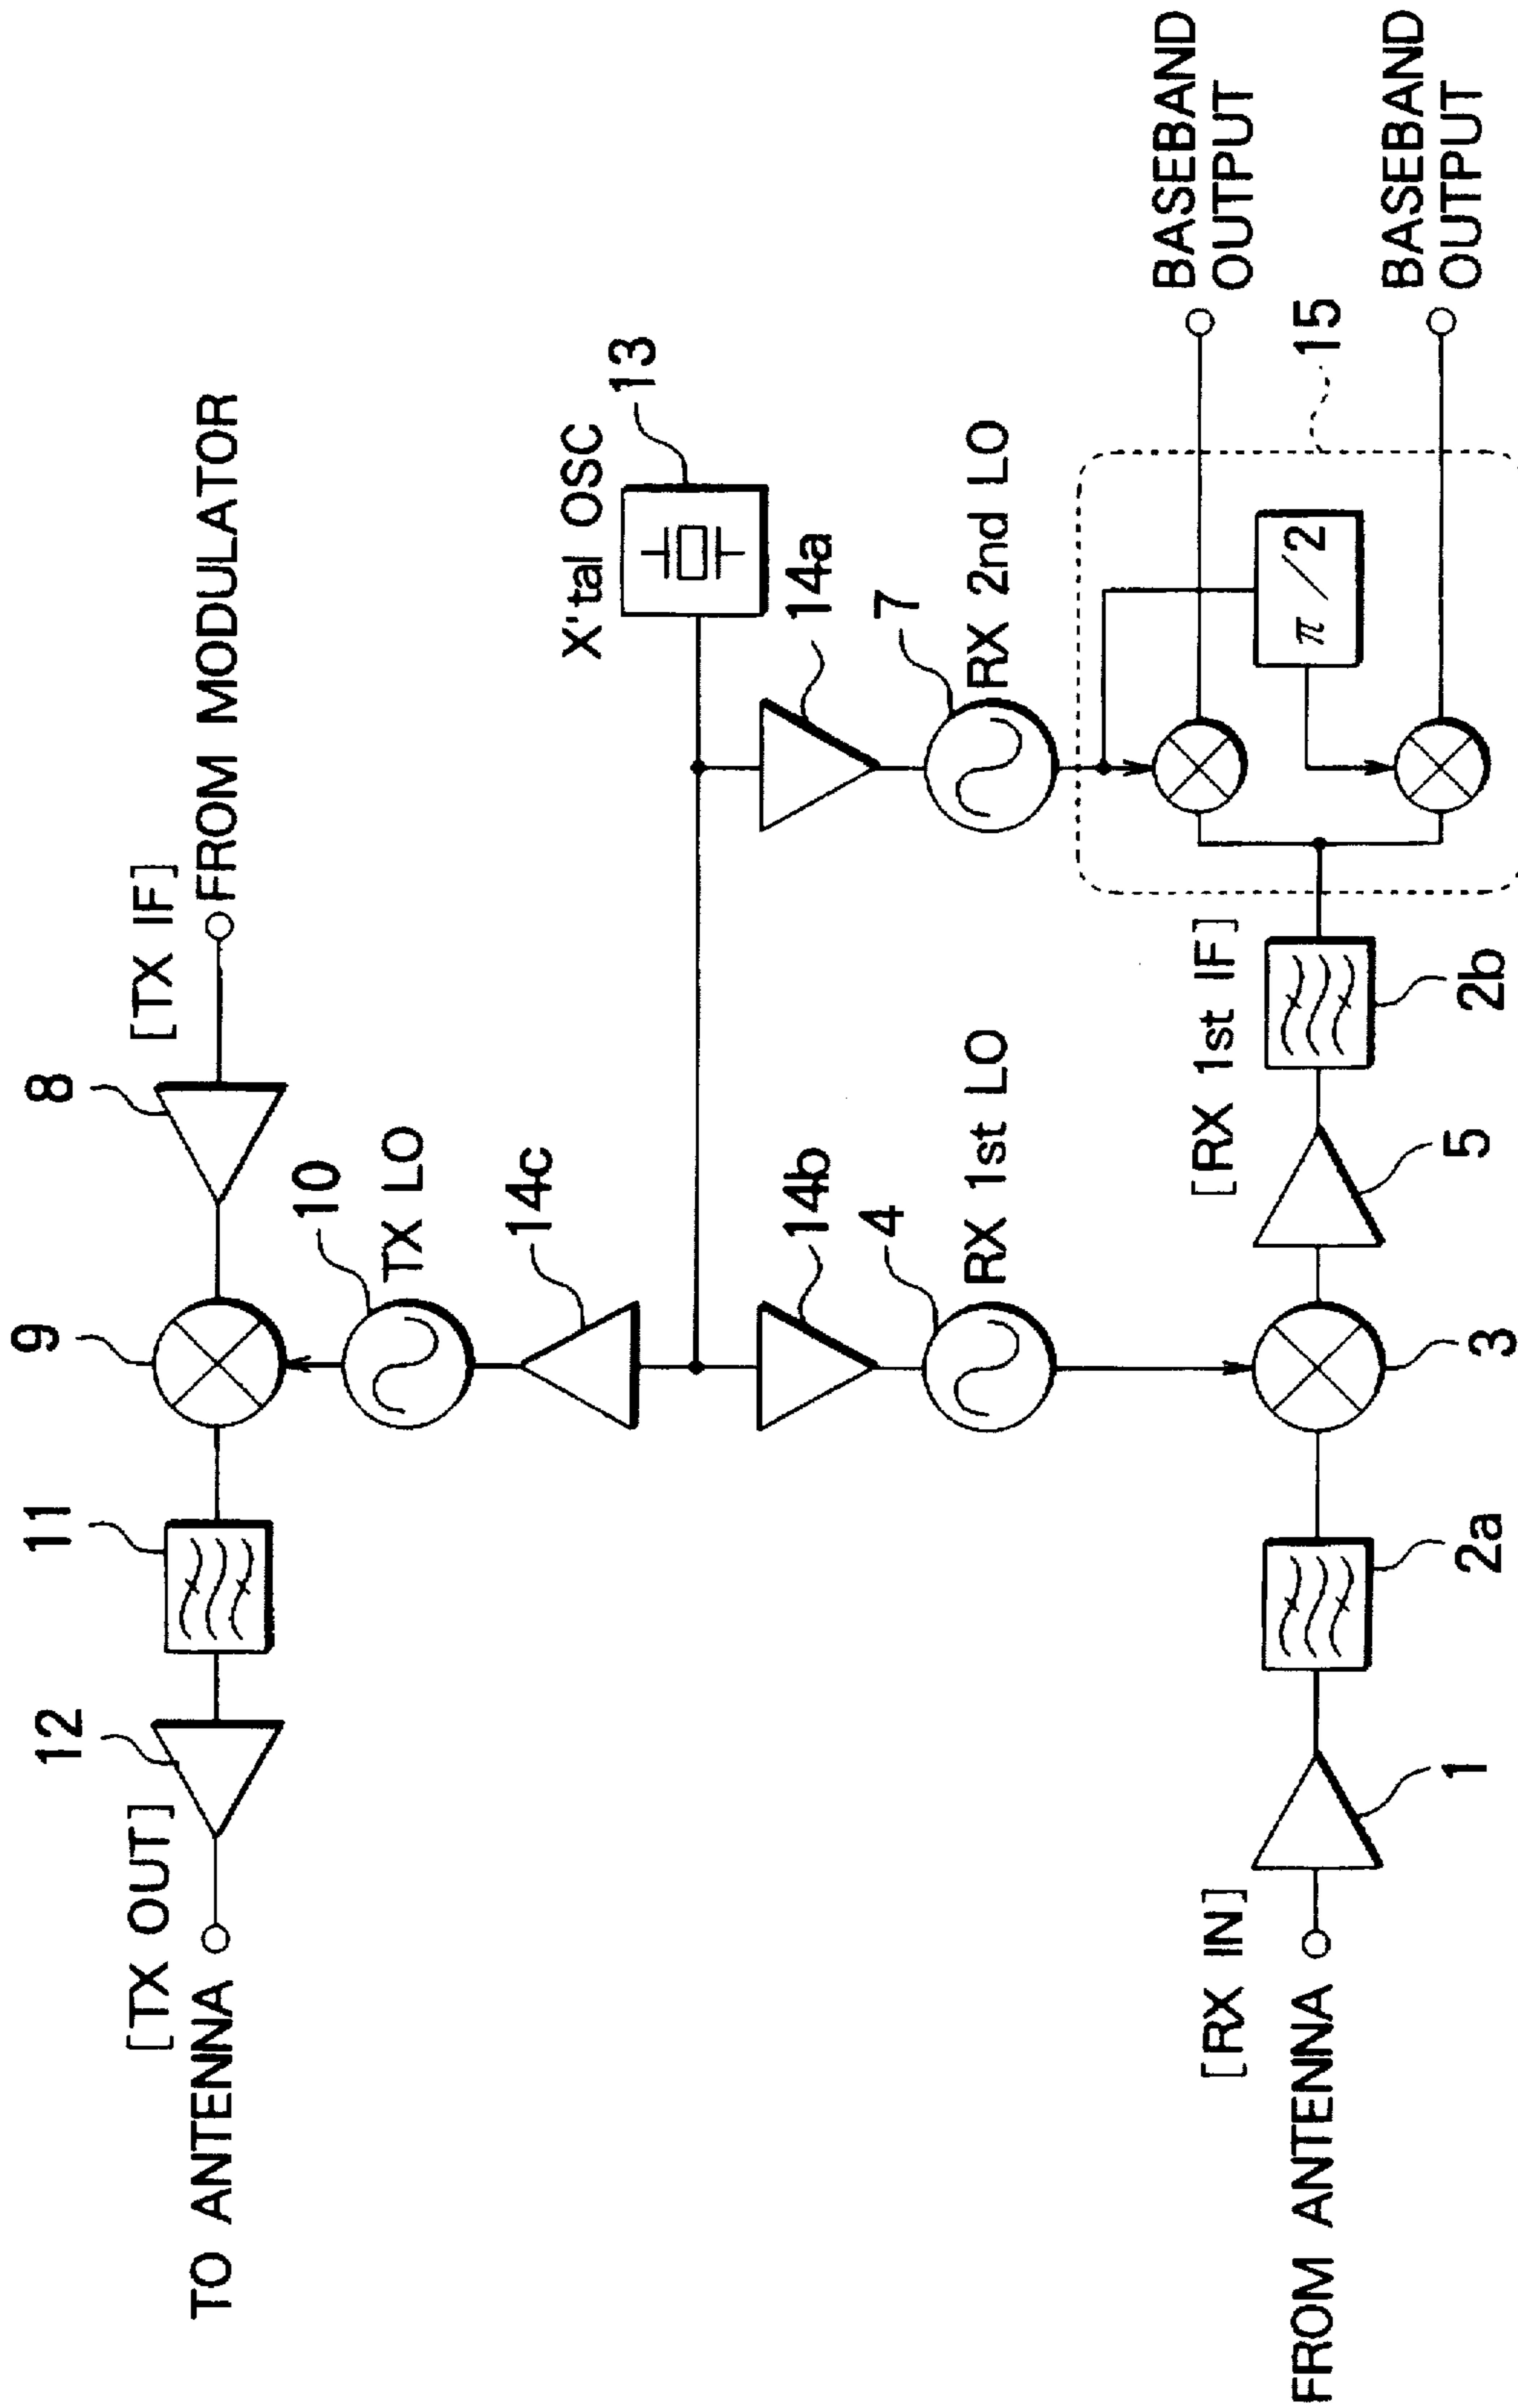 [TX OUT]
TO ANTENNA
12
11
9
8
[TX IF]
FROM MODULATOR
10
TX LO
14c
X'tal OSC
13
14b
14a
4
RX 1st LO
7
RX 2nd LO
[RX IN]
FROM ANTENNA
1
2a
3
5
[RX 1st IF]
2b
π/2
15
BASEBAND
OUTPUT
BASEBAND
OUTPUT